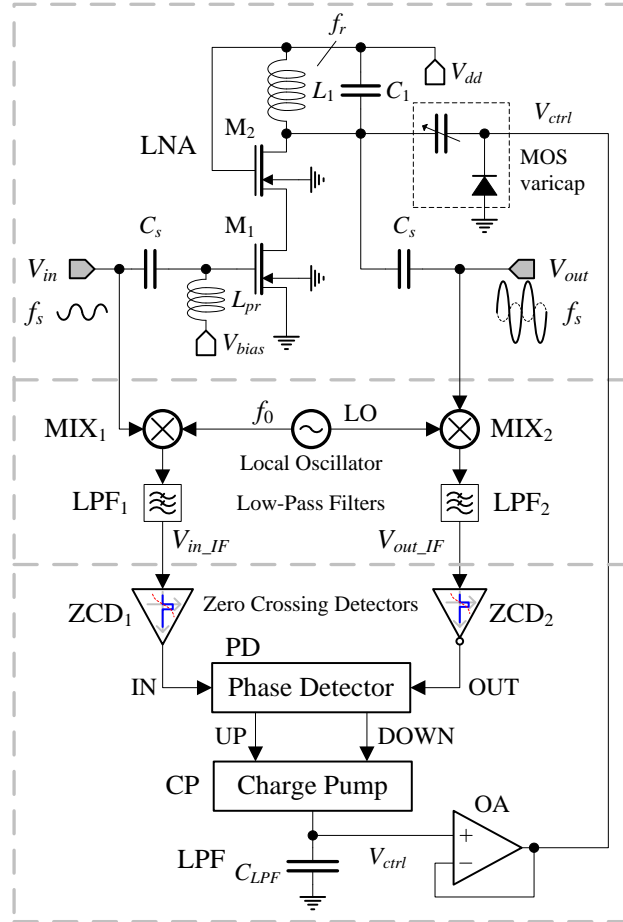 f_r
V_dd
L_1 C_1
M_2
LNA
V_ctrl
MOS
varicap
C_s
M_1
C_s
V_in
V_out
L_pr
f_s
f_s
V_bias
f_0 LO
MIX_1
MIX_2
Local Oscillator
LPF_1
Low-Pass Filters
LPF_2
V_in_IF
V_out_IF
ZCD_1
Zero Crossing Detectors
ZCD_2
PD
IN
Phase Detector
OUT
UP
DOWN
CP
Charge Pump
OA
+
LPF
C_LPF
V_ctrl
−